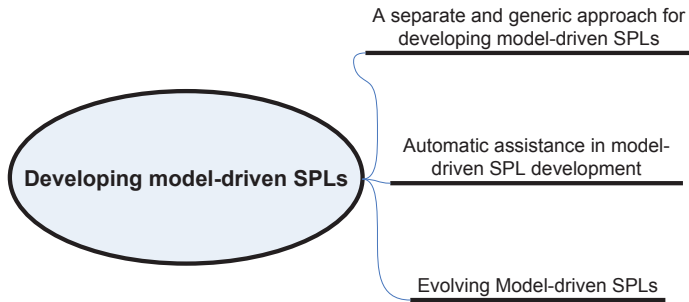 A separate and generic approach for
developing model-driven SPLs
Developing model-driven SPLs
Automatic assistance in model-
driven SPL development
Evolving Model-driven SPLs